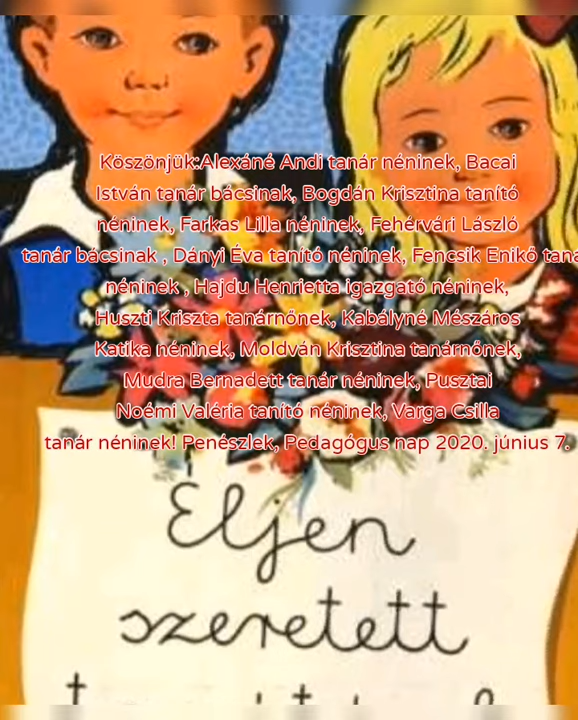 Köszönjük:Alexáné Andi tanár néninek, Bacai
István tanár bácsinak, Bogdán Krisztina tanító
néninek, Farkas Lilla néninek, Fehérvári László
tanár bácsinak , Dányi Éva tanító néninek, Fencsik Enikő
néninek , Hajdu Henrietta igazgató néninek,
Huszti Kriszta tanárnőnek, Kabályné Mészáros
Katika néninek, Moldván Krisztina tanárnőnek,
Mudra Bernadett tanár néninek, Pusztai
Noémi Valéria tanító néninek, Varga Csilla
tanár néninek! Penészlek, Pedagógus nap 2020. június 7.
Éljen
szeretett